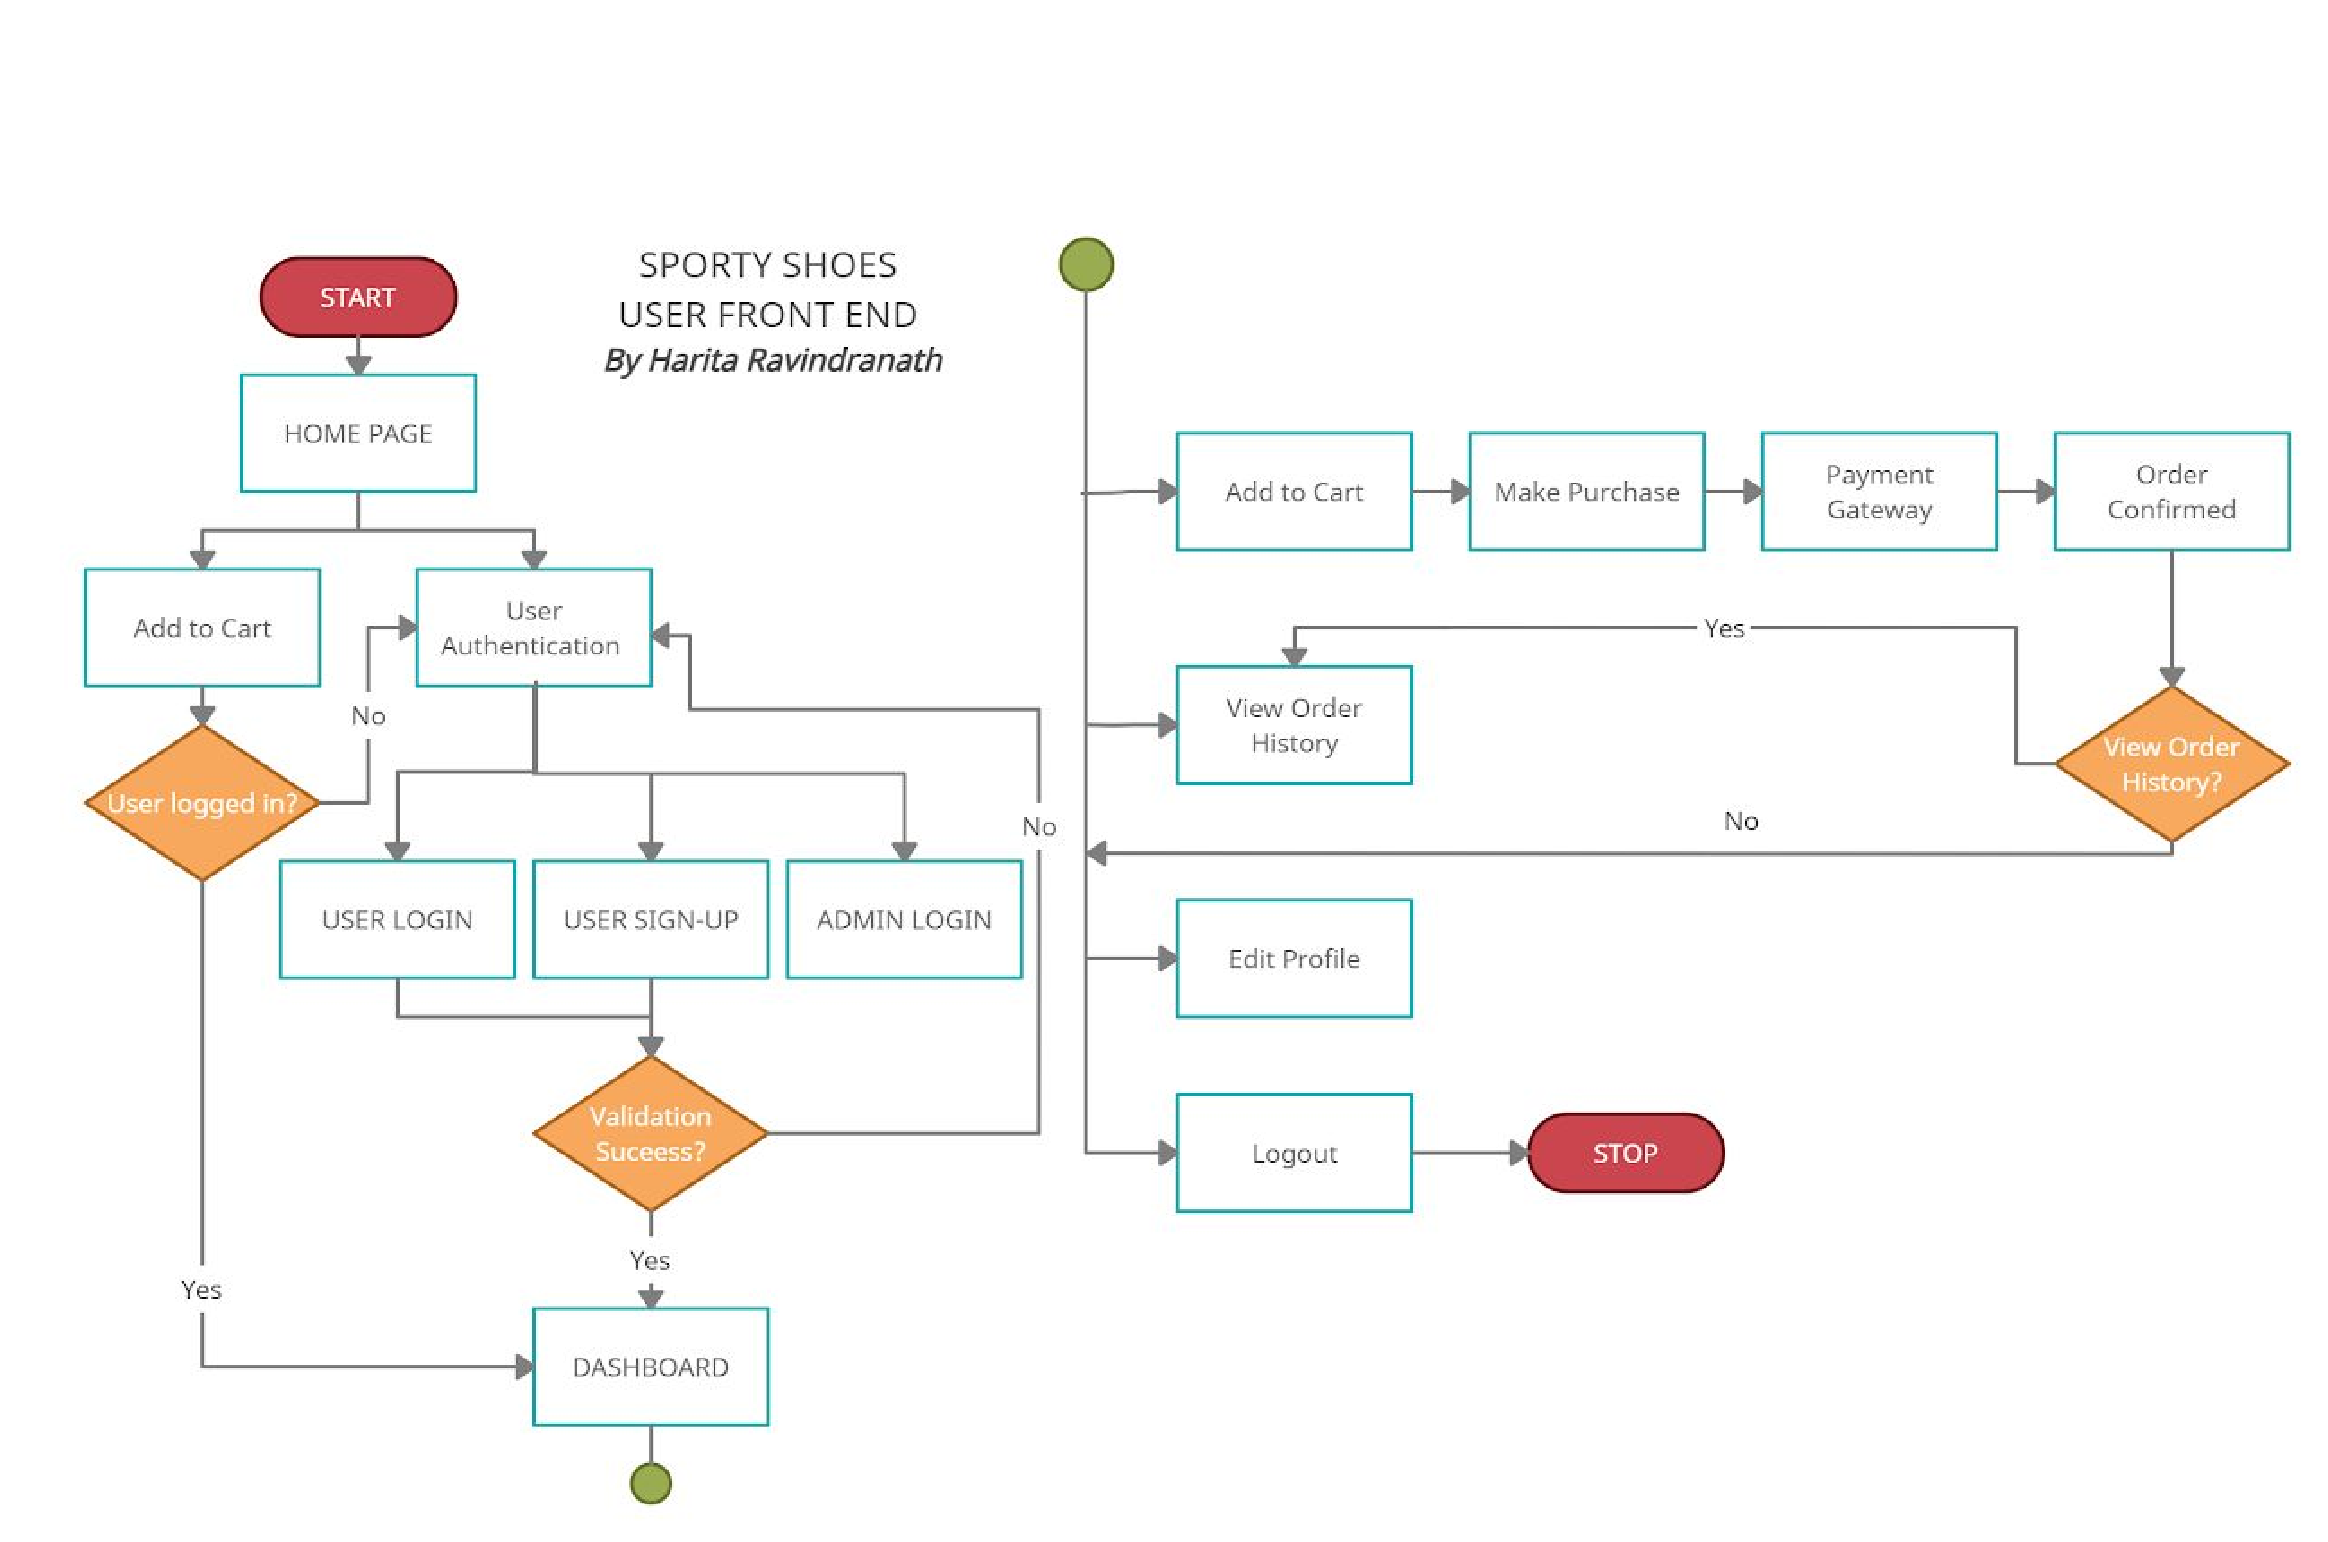 SPORTY SHOES
USER FRONT END
By Harita Ravindranath
START
HOME PAGE
Add to Cart
User
Authentication
No
User logged in?
USER LOGIN
USER SIGN-UP
ADMIN LOGIN
No
Validation
Suceess?
Yes
Yes
DASHBOARD
Add to Cart
Make Purchase
Payment
Gateway
Order
Confirmed
Yes
View Order
History
View Order
History?
No
Edit Profile
Logout
STOP